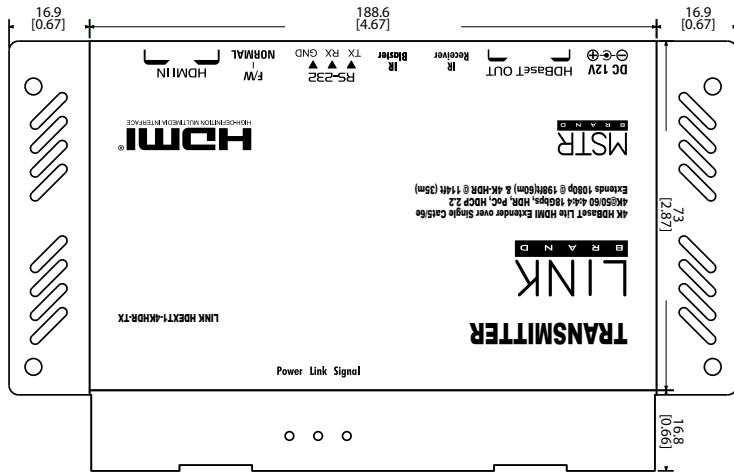 16.9
[0.67]
188.6
[4.67]
16.9
[0.67]
HDMI IN
F/W
–
NORMAL
RS-232
TX RX GND
IR
Blaster
IR
Receiver
HDBaseT OUT
DC 12V
HDMI®
HIGH-DEFINITION MULTIMEDIA INTERFACE
MSTR
BRAND
4K HDBaseT Lite HDMI Extender over Single Cat5/6e
4K@50/60 4:4:4 18Gbps, HDR, PoC, HDCP 2.2
Extends 1080p @ 198ft(60m) & 4K-HDR @ 114ft (35m)
73
[2.87]
LINK
BRAND
LINK HDEXT1-4KHDR-TX
TRANSMITTER
Power Link Signal
16.8
[0.66]